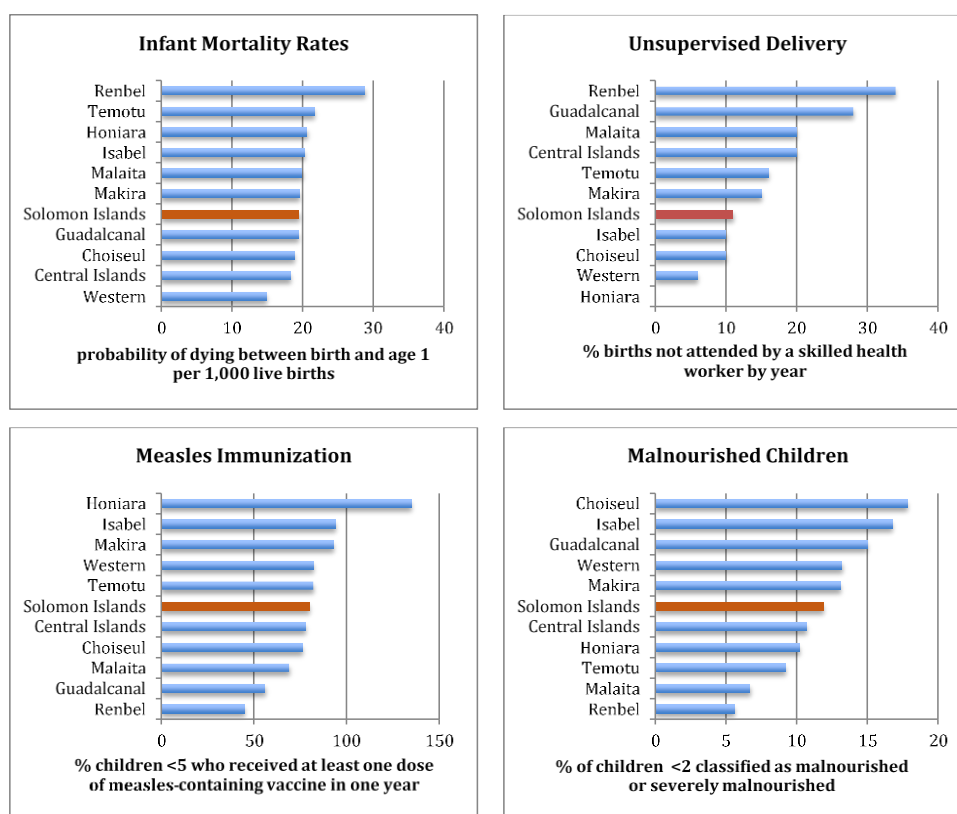 Infant Mortality Rates
Renbel
Temotu
Honiara
Isabel
Malaita
Makira
Solomon Islands
Guadalcanal
Choiseul
Central Islands
Western
0 10 20 30 40
probability of dying between birth and age 1
per 1,000 live births
Unsupervised Delivery
Renbel
Guadalcanal
Malaita
Central Islands
Temotu
Makira
Solomon Islands
Isabel
Choiseul
Western
Honiara
0 10 20 30 40
% births not attended by a skilled health
worker by year
Measles Immunization
Honiara
Isabel
Makira
Western
Temotu
Solomon Islands
Central Islands
Choiseul
Malaita
Guadalcanal
Renbel
0 50 100 150
% children <5 who received at least one dose
of measles-containing vaccine in one year
Malnourished Children
Choiseul
Isabel
Guadalcanal
Western
Makira
Solomon Islands
Central Islands
Honiara
Temotu
Malaita
Renbel
0 5 10 15 20
% of children <2 classified as malnourished
or severely malnourished